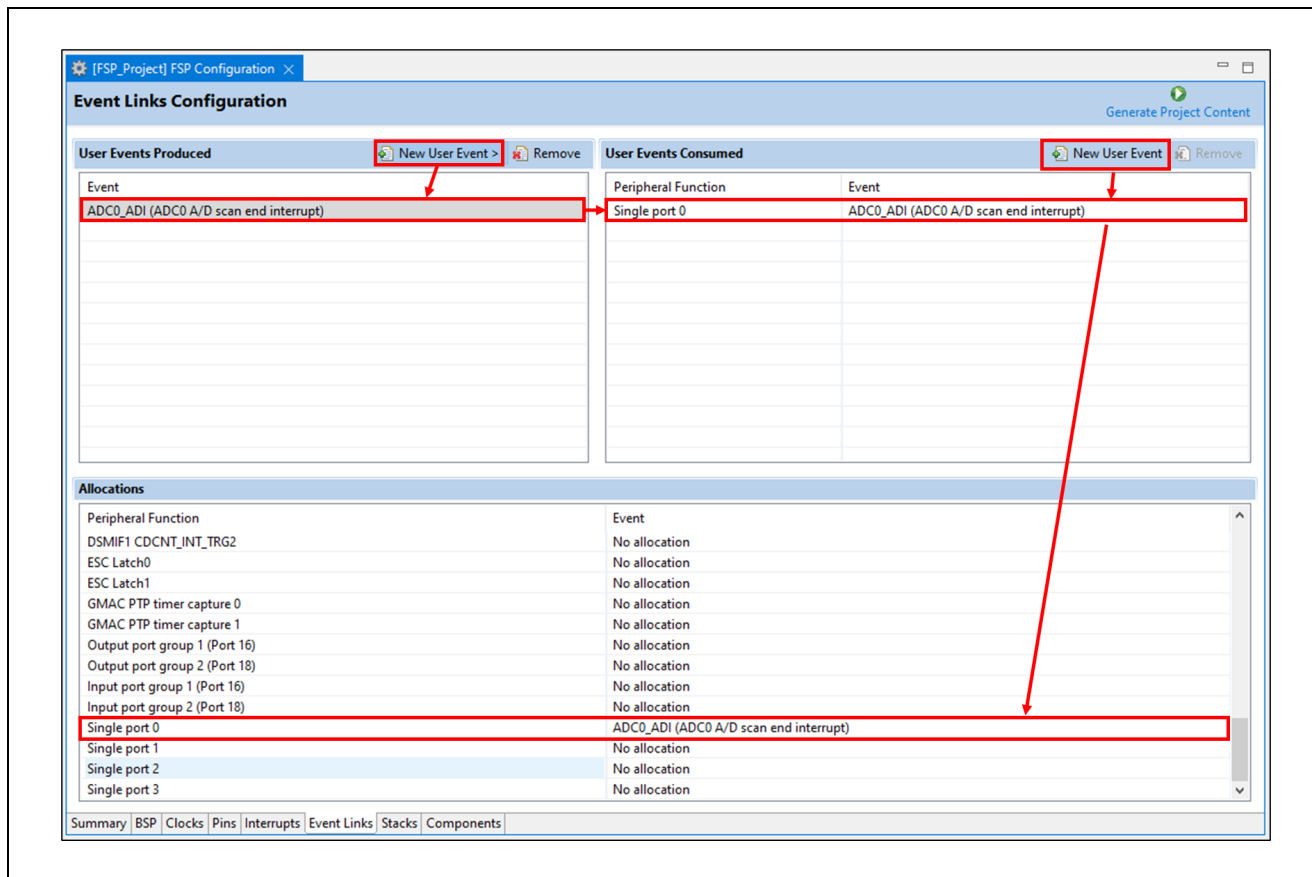 [FSP_Project] FSP Configuration
Event Links Configuration
Generate Project Content
User Events Produced New User Event > Remove
Event
ADC0_ADI (ADC0 A/D scan end interrupt)
User Events Consumed New User Event Remove
Peripheral Function Event
Single port 0 ADC0_ADI (ADC0 A/D scan end interrupt)
Allocations
Peripheral Function Event
DSMIF1 CDCNT_INT_TRG2 No allocation
ESC Latch0 No allocation
ESC Latch1 No allocation
GMAC PTP timer capture 0 No allocation
GMAC PTP timer capture 1 No allocation
Output port group 1 (Port 16) No allocation
Output port group 2 (Port 18) No allocation
Input port group 1 (Port 16) No allocation
Input port group 2 (Port 18) No allocation
Single port 0 ADC0_ADI (ADC0 A/D scan end interrupt)
Single port 1 No allocation
Single port 2 No allocation
Single port 3 No allocation
Summary BSP Clocks Pins Interrupts Event Links Stacks Components